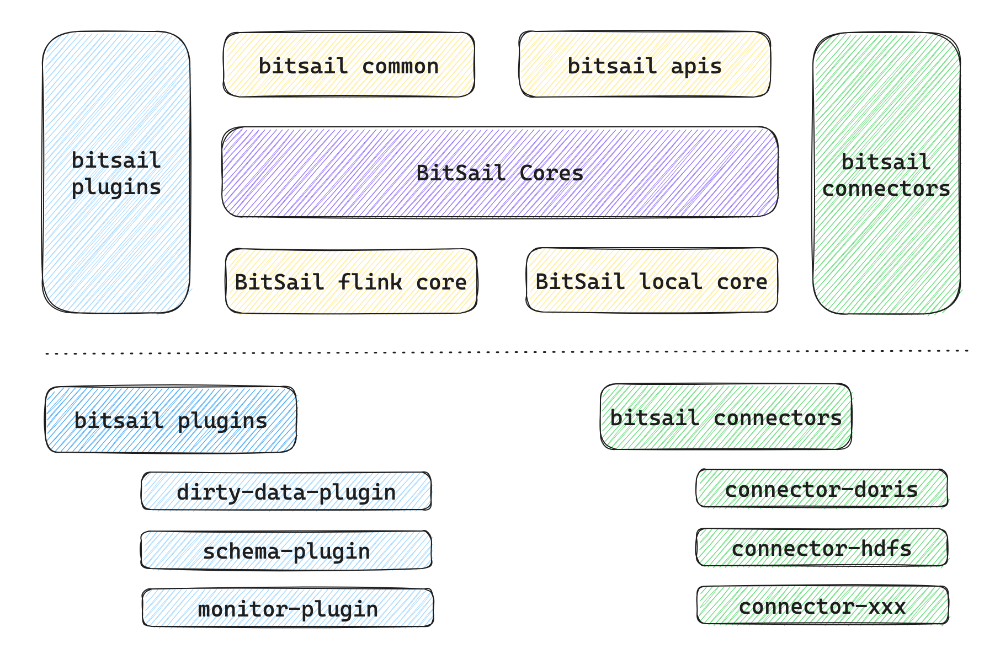 bitsail
plugins
bitsail common
bitsail apis
BitSail Cores
BitSail flink core
BitSail local core
bitsail
connectors
bitsail plugins
dirty-data-plugin
schema-plugin
monitor-plugin
bitsail connectors
connector-doris
connector-hdfs
connector-xxx